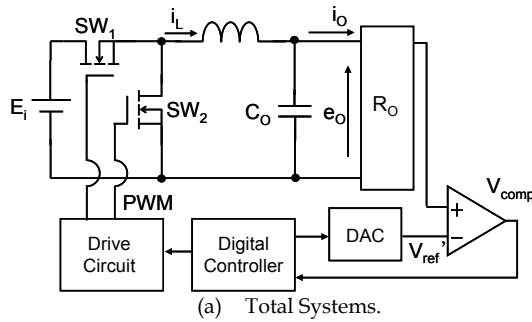 SW1
iL
iO
Ei
SW2
CO
eO
RO
PWM
Vcomp
+
−
Drive
Circuit
Digital
Controller
DAC
Vref'
(a) Total Systems.